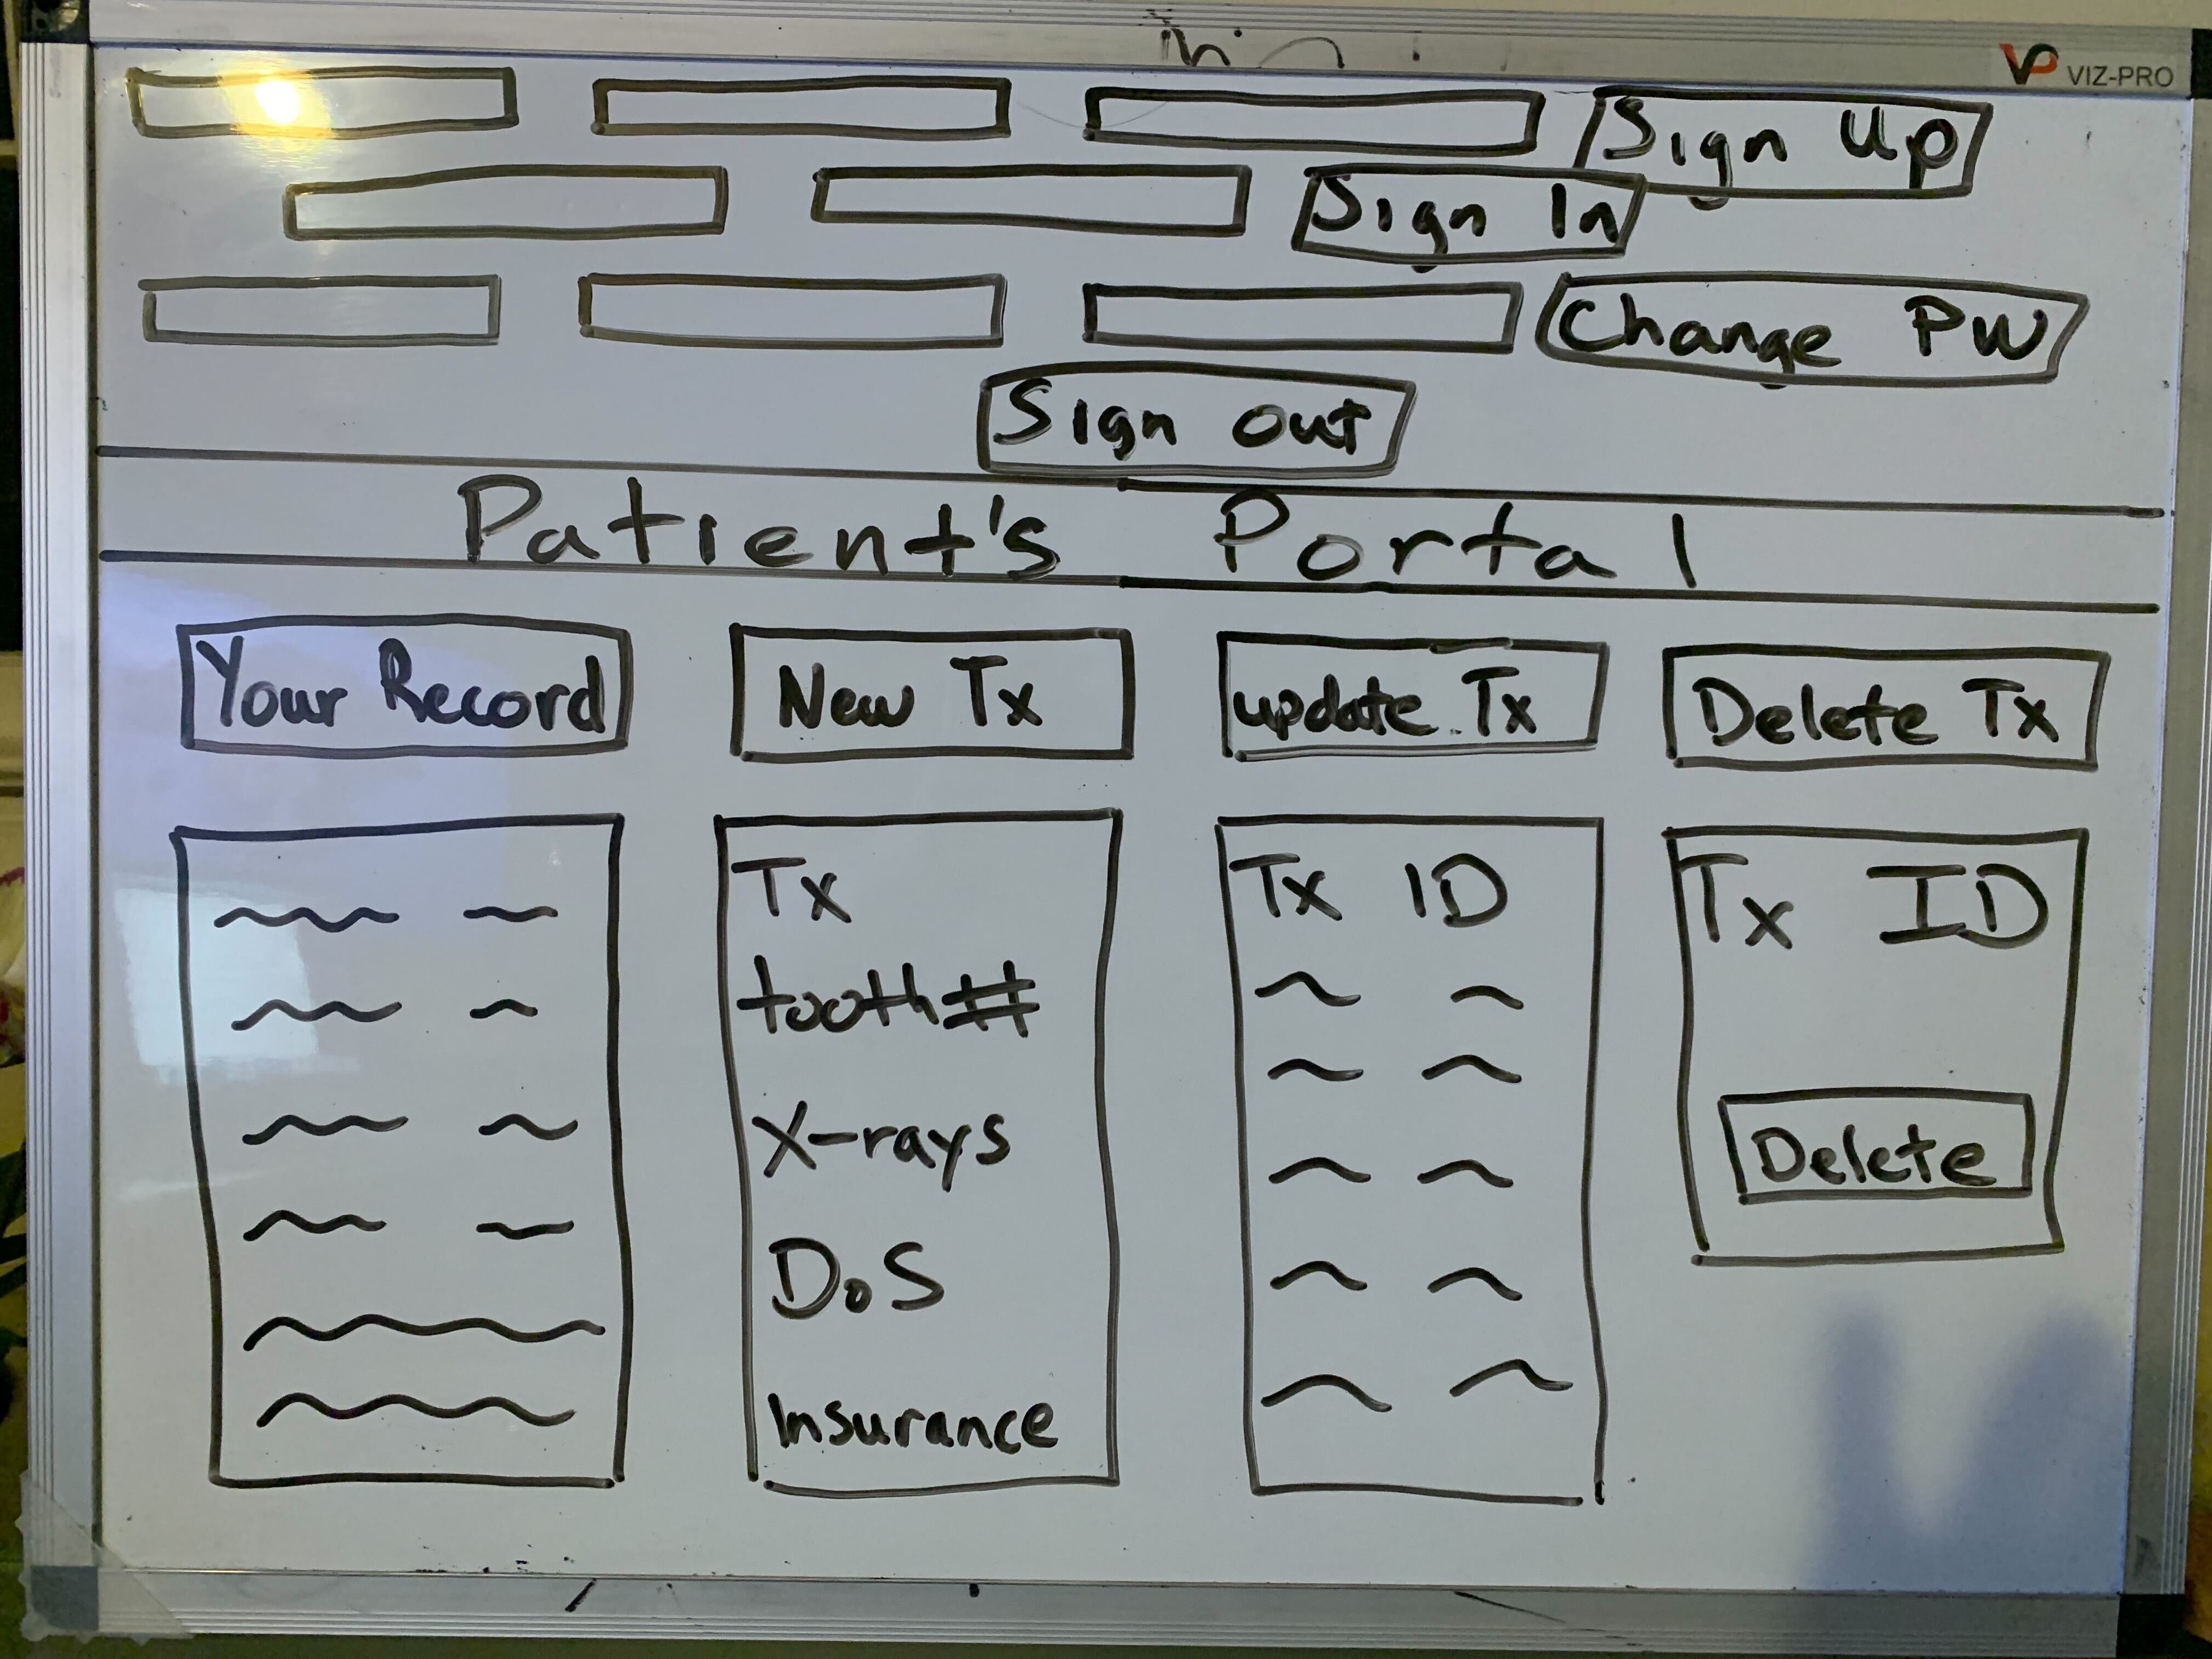 VIZ-PRO
Sign Up
Sign In
Change PW
Sign out
Patient's Portal
Your Record
New Tx
update Tx
Delete Tx
Tx
tooth#
X-rays
DoS
Insurance
Tx ID
Tx ID
Delete